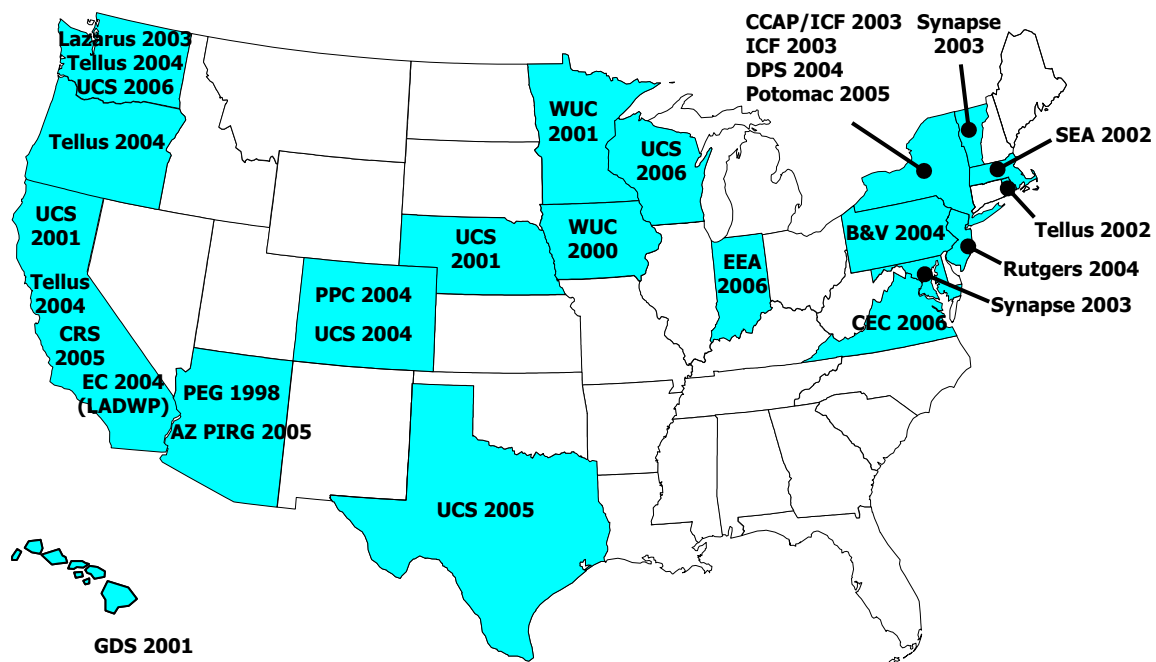 Lazarus 2003
Tellus 2004
UCS 2006
Tellus 2004
UCS
2001
Tellus
2004
CRS
2005
EC 2004
(LADWP)
PEG 1998
AZ PIRG 2005
PPC 2004
UCS 2004
UCS
2001
UCS 2005
WUC
2001
WUC
2000
UCS
2006
EEA
2006
CCAP/ICF 2003
ICF 2003
DPS 2004
Potomac 2005
Synapse
2003
SEA 2002
Tellus 2002
B&V 2004
Rutgers 2004
Synapse 2003
CEC 2006
GDS 2001